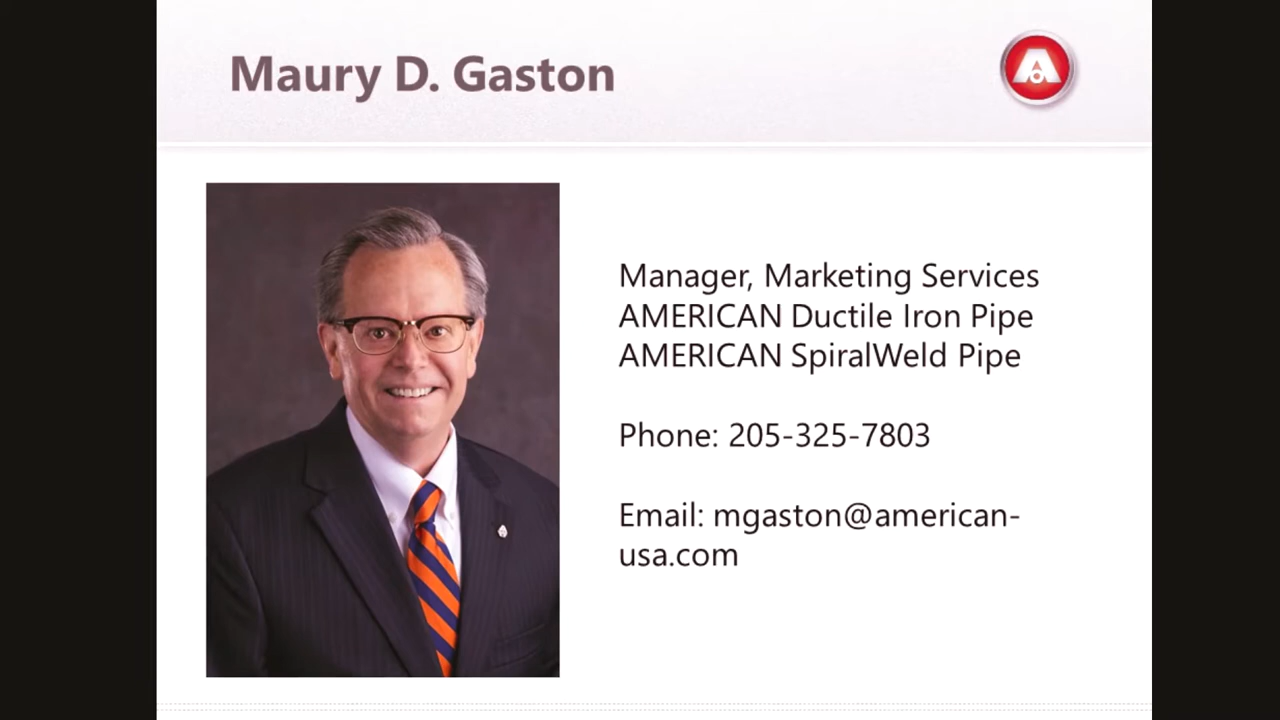 Maury D. Gaston
Manager, Marketing Services
AMERICAN Ductile Iron Pipe
AMERICAN SpiralWeld Pipe
Phone: 205-325-7803
Email: mgaston@american-
usa.com